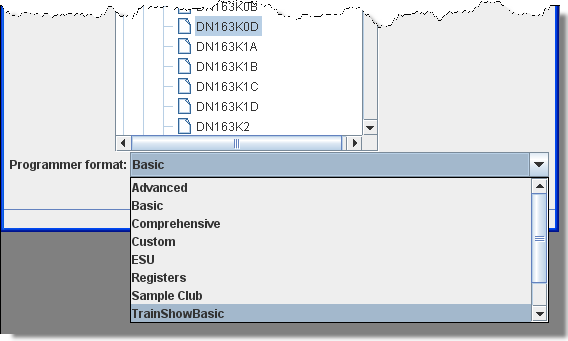 DN163K0B
DN163K0D
DN163K1A
DN163K1B
DN163K1C
DN163K1D
DN163K2
Programmer format: Basic
Advanced
Basic
Comprehensive
Custom
ESU
Registers
Sample Club
TrainShowBasic